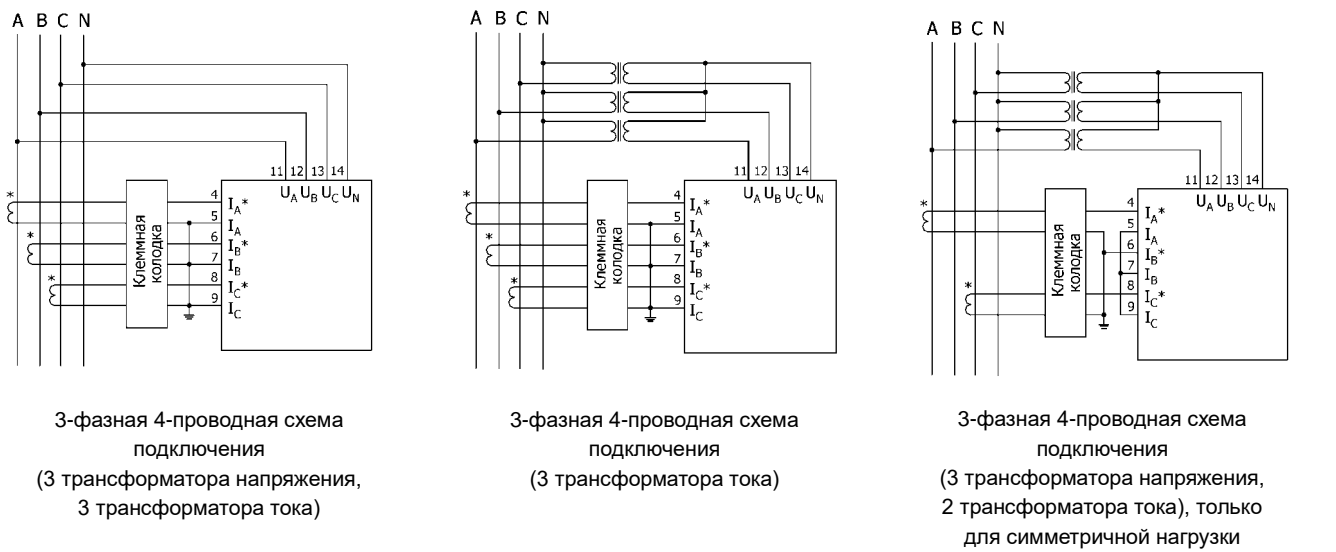 A B C N
11 12 13 14
U_A U_B U_C U_N
4 I_A*
5 I_A
6 I_B*
7 I_B
8 I_C*
9 I_C
*
*
*
Клеммная
колодка
3-фазная 4-проводная схема
подключения
(3 трансформатора напряжения,
3 трансформатора тока)
A B C N
11 12 13 14
U_A U_B U_C U_N
4 I_A*
5 I_A
6 I_B*
7 I_B
8 I_C*
9 I_C
*
*
*
Клеммная
колодка
3-фазная 4-проводная схема
подключения
(3 трансформатора тока)
A B C N
11 12 13 14
U_A U_B U_C U_N
4 I_A*
5 I_A
6 I_B*
7 I_B
8 I_C*
9 I_C
*
*
Клеммная
колодка
3-фазная 4-проводная схема
подключения
(3 трансформатора напряжения,
2 трансформатора тока), только
для симметричной нагрузки